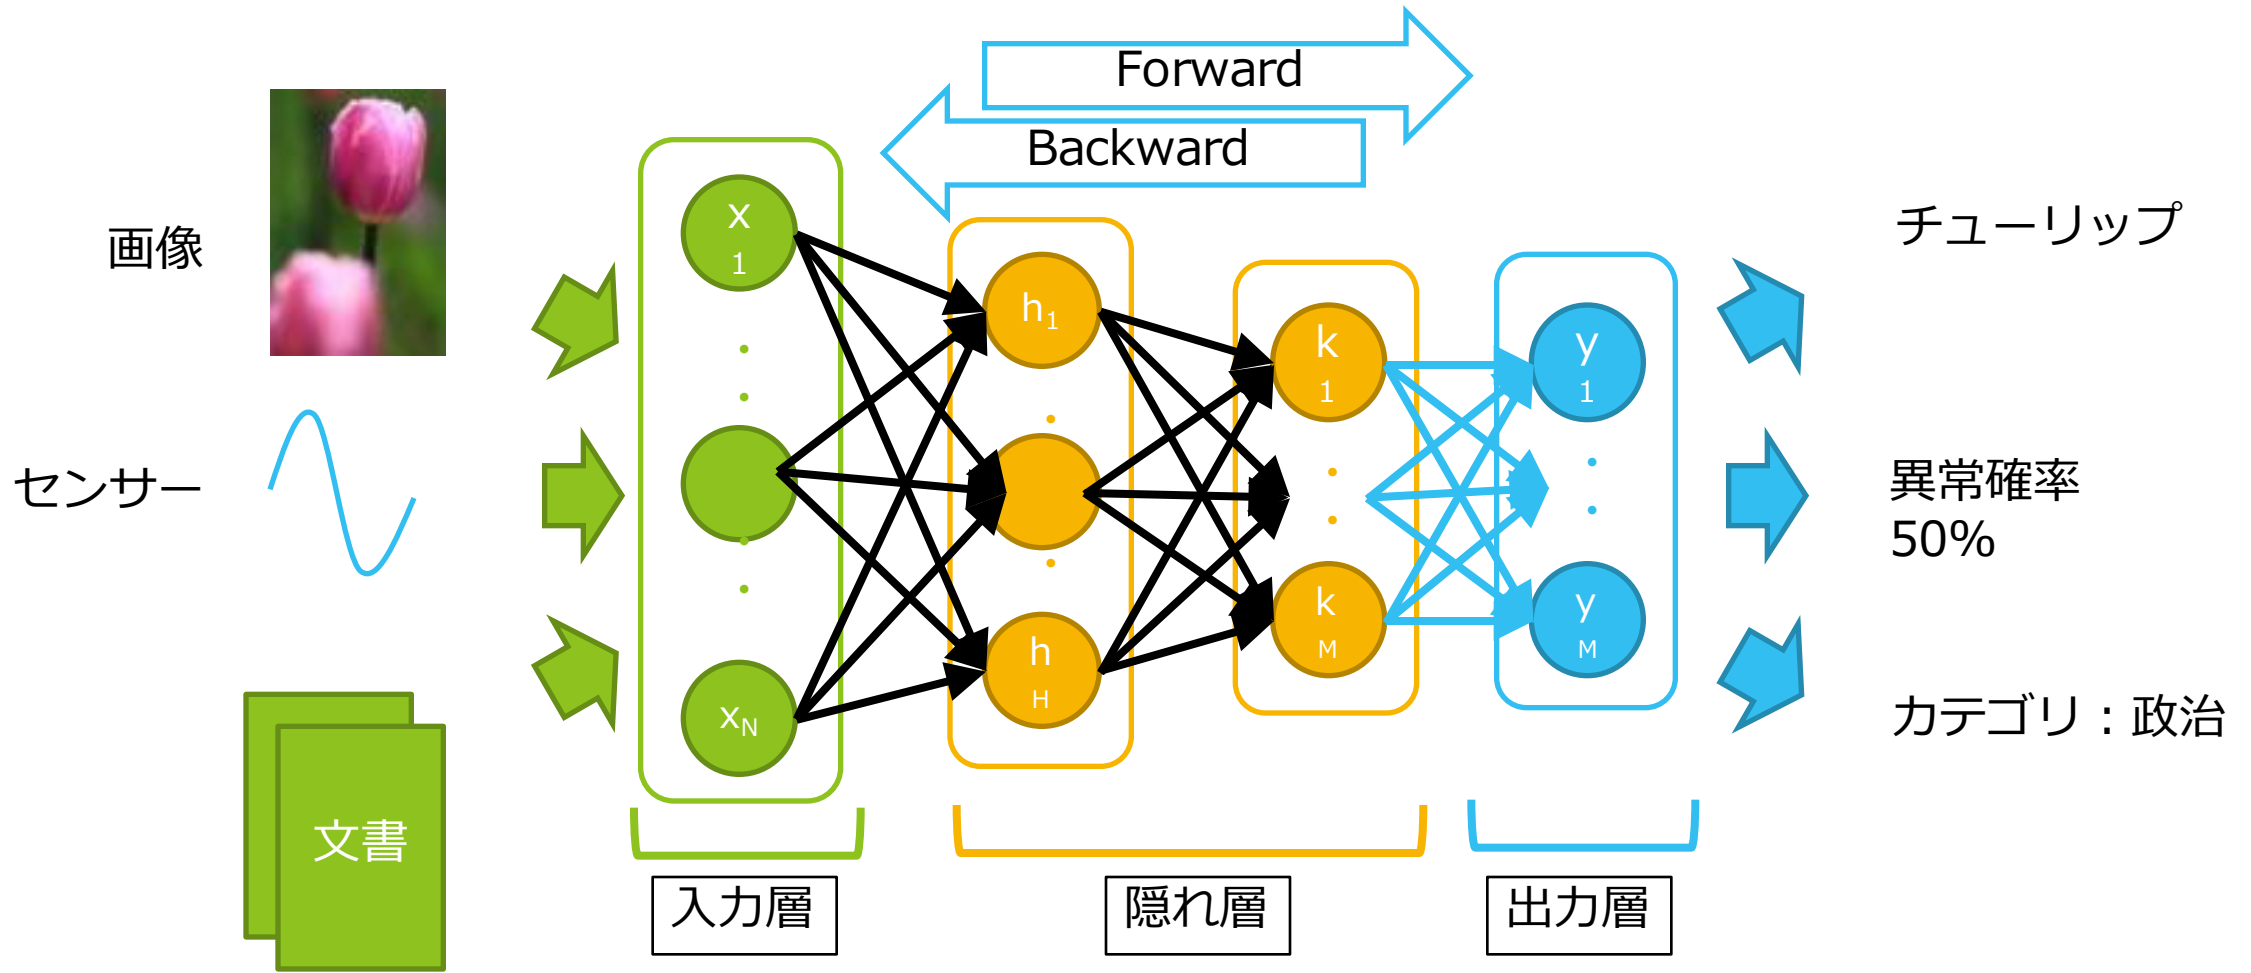 Forward
Backward
画像
センサー
文書
x
1
x_N
h_1
h
H
k
1
k
M
y
1
y
M
チューリップ
異常確率
50%
カテゴリ：政治
入力層
隠れ層
出力層